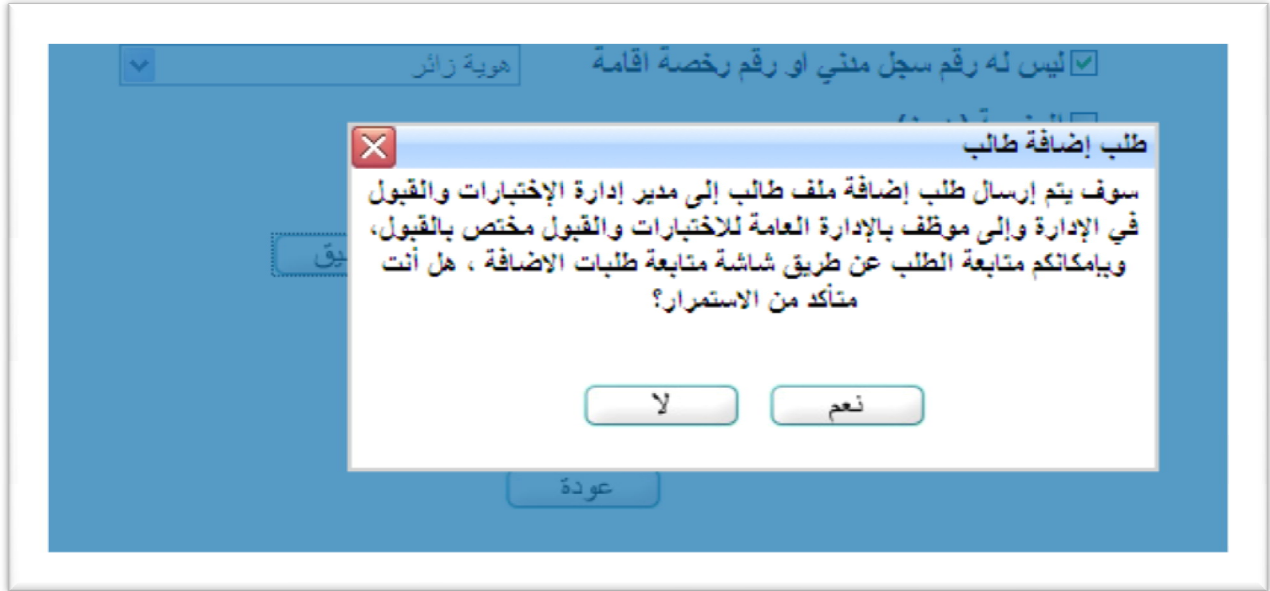 ليس له رقم سجل مدني او رقم رخصة اقامة
هوية زائر
طلب إضافة طالب
سوف يتم إرسال طلب إضافة ملف طالب إلى مدير إدارة الإختبارات والقبول
في الإدارة وإلى موظف بالإدارة العامة للاختبارات والقبول مختص بالقبول،
وبإمكانكم متابعة الطلب عن طريق شاشة متابعة طلبات الاضافة ، هل أنت
متأكد من الاستمرار؟
نعم
لا
عودة